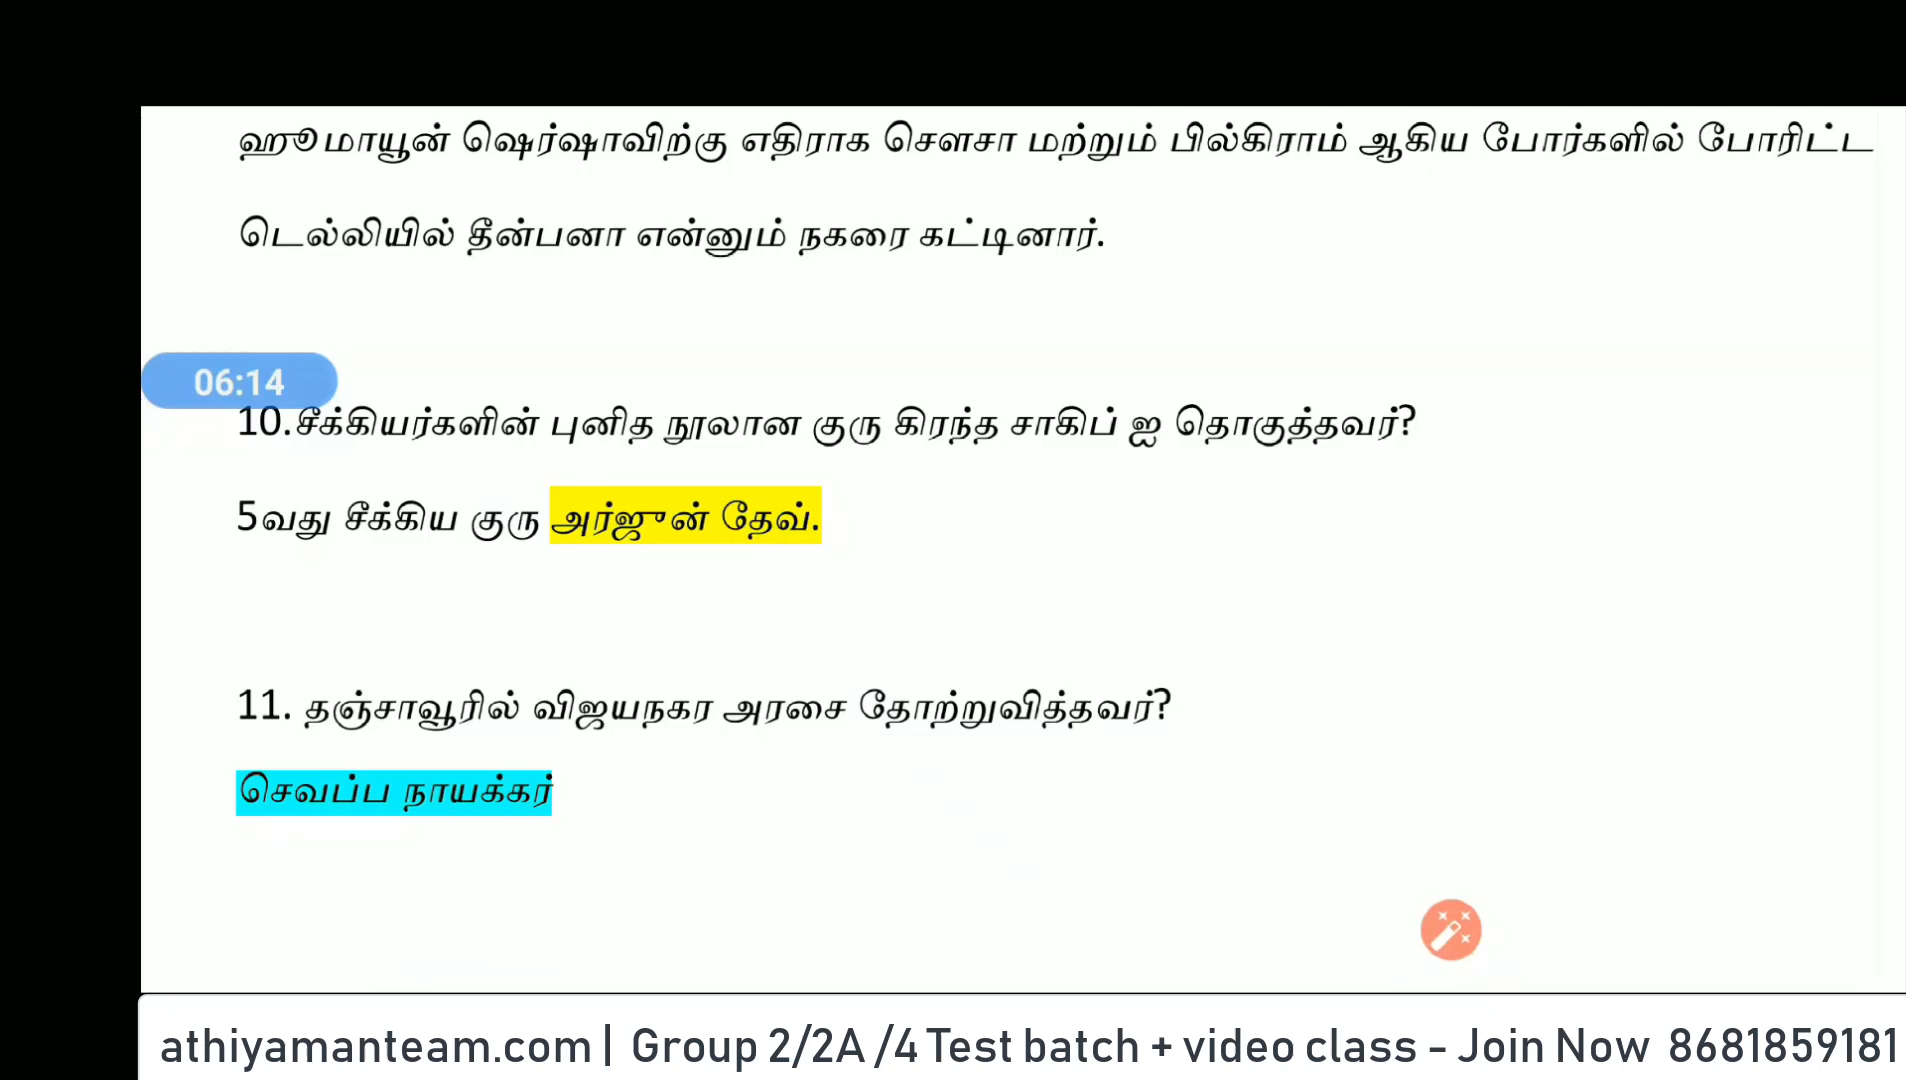 ஹூமாயூன் ஷெர்ஷாவிற்கு எதிராக சௌசா மற்றும் பில்கிராம் ஆகிய போர்களில் போரிட்ட
டெல்லியில் தீன்பனா என்னும் நகரை கட்டினார்.
06:14
10.சீக்கியர்களின் புனித நூலான குரு கிரந்த சாகிப் ஐ தொகுத்தவர்?
5வது சீக்கிய குரு அர்ஜுன் தேவ்.
11. தஞ்சாவூரில் விஜயநகர அரசை தோற்றுவித்தவர்?
செவப்ப நாயக்கர்
athiyamanteam.com | Group 2/2A /4 Test batch + video class - Join Now 8681859181